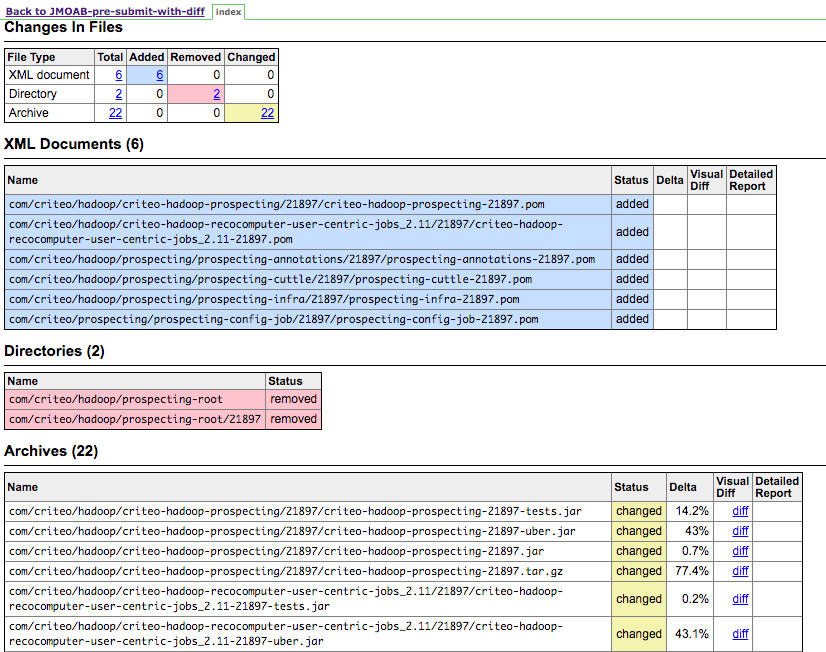 Back to JMOAB-pre-submit-with-diff index
Changes In Files
File Type Total Added Removed Changed
XML document 6 6 0 0
Directory 2 0 2 0
Archive 22 0 0 22
XML Documents (6)
Name Status Delta Visual Diff Detailed Report
com/criteo/hadoop/criteo-hadoop-prospecting/21897/criteo-hadoop-prospecting-21897.pom added
com/criteo/hadoop/criteo-hadoop-recocomputer-user-centric-jobs_2.11/21897/criteo-hadoop-
recocomputer-user-centric-jobs_2.11-21897.pom added
com/criteo/hadoop/prospecting/prospecting-annotations/21897/prospecting-annotations-21897.pom added
com/criteo/hadoop/prospecting/prospecting-cuttle/21897/prospecting-cuttle-21897.pom added
com/criteo/hadoop/prospecting/prospecting-infra/21897/prospecting-infra-21897.pom added
com/criteo/prospecting/prospecting-config-job/21897/prospecting-config-job-21897.pom added
Directories (2)
Name Status
com/criteo/hadoop/prospecting-root removed
com/criteo/hadoop/prospecting-root/21897 removed
Archives (22)
Name Status Delta Visual Diff Detailed Report
com/criteo/hadoop/criteo-hadoop-prospecting/21897/criteo-hadoop-prospecting-21897-tests.jar changed 14.2% diff
com/criteo/hadoop/criteo-hadoop-prospecting/21897/criteo-hadoop-prospecting-21897-uber.jar changed 43% diff
com/criteo/hadoop/criteo-hadoop-prospecting/21897/criteo-hadoop-prospecting-21897.jar changed 0.7% diff
com/criteo/hadoop/criteo-hadoop-prospecting/21897/criteo-hadoop-prospecting-21897.tar.gz changed 77.4% diff
com/criteo/hadoop/criteo-hadoop-recocomputer-user-centric-jobs_2.11/21897/criteo-hadoop-
recocomputer-user-centric-jobs_2.11-21897-tests.jar changed 0.2% diff
com/criteo/hadoop/criteo-hadoop-recocomputer-user-centric-jobs_2.11/21897/criteo-hadoop-
recocomputer-user-centric-jobs_2.11-21897-uber.jar changed 43.1% diff